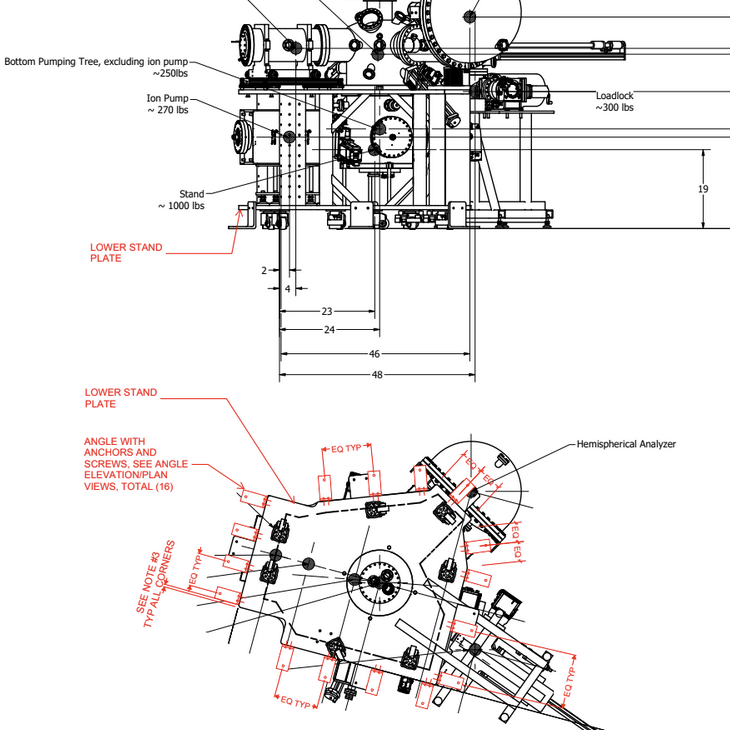 Bottom Pumping Tree, excluding ion pump
~250lbs
Ion Pump
~ 270 lbs
Loadlock
~300 lbs
Stand
~ 1000 lbs
19
LOWER STAND
PLATE
2
4
23
24
46
48
LOWER STAND
PLATE
ANGLE WITH
ANCHORS AND
SCREWS, SEE ANGLE
ELEVATION/PLAN
VIEWS, TOTAL (16)
EQ TYP
Hemispherical Analyzer
EQ
EQ
EQ
EQ
SEE NOTE #3
TYP ALL CORNERS
EQ TYP
EQ TYP
EQ TYP